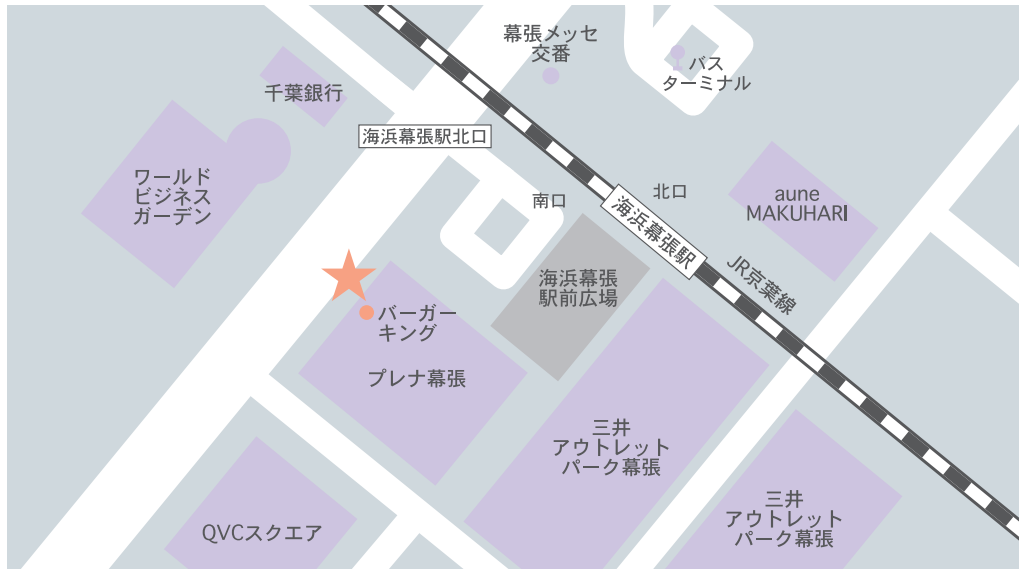 幕張メッセ
交番
バス
ターミナル
千葉銀行
海浜幕張駅北口
ワールド
ビジネス
ガーデン
南口
北口
aune
MAKUHARI
海浜幕張駅
JR京葉線
海浜幕張
駅前広場
バーガー
キング
プレナ幕張
三井
アウトレット
パーク幕張
三井
アウトレット
パーク幕張
QVCスクエア